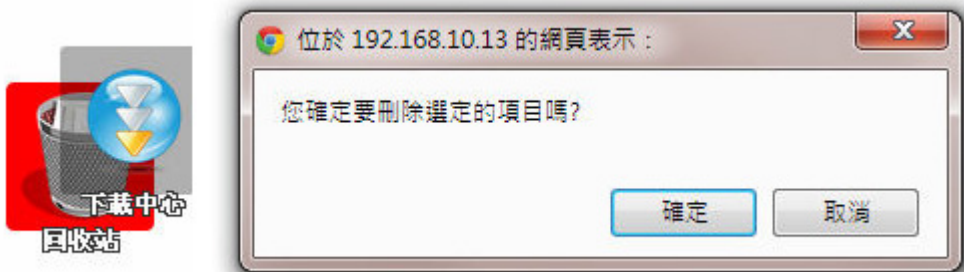 下載中心
回收站
位於 192.168.10.13 的網頁表示：
您確定要刪除選定的項目嗎?
確定
取消